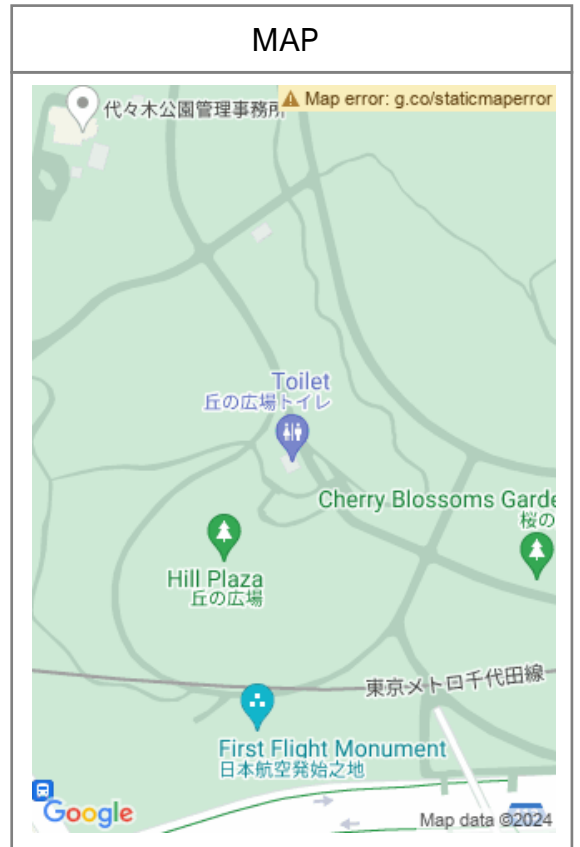 MAP
代々木公園管理事務所
Map error: g.co/staticmaperror
Toilet
丘の広場トイレ
Cherry Blossoms Garde
桜の
Hill Plaza
丘の広場
東京メトロ千代田線
First Flight Monument
日本航空発始之地
Google
Map data ©2024